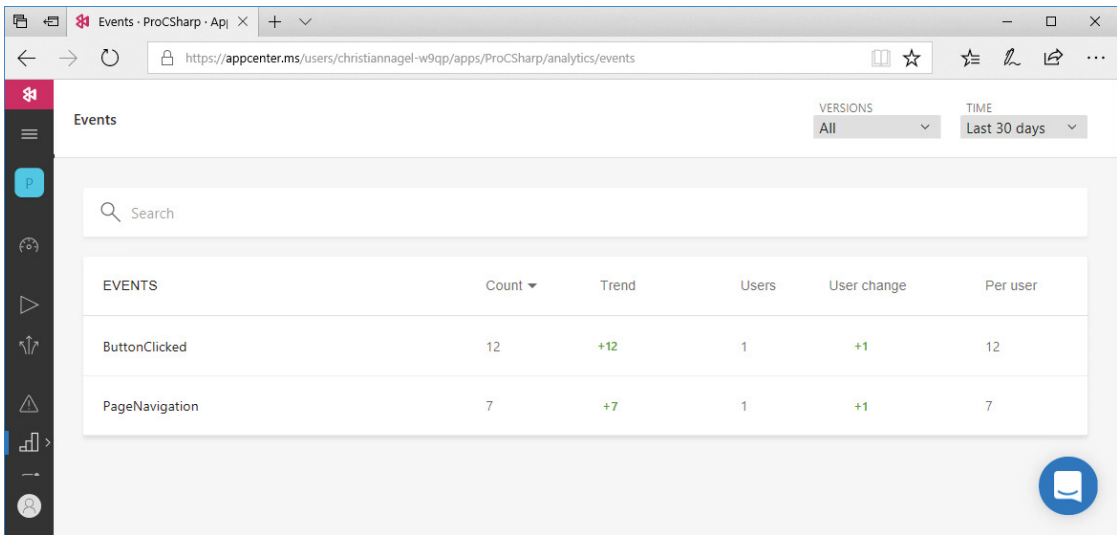 Events · ProCSharp · Ap
https://appcenter.ms/users/christiannagel-w9qp/apps/ProCSharp/analytics/events
Events
VERSIONS
All
TIME
Last 30 days
P
Search
EVENTS Count Trend Users User change Per user
ButtonClicked 12 +12 1 +1 12
PageNavigation 7 +7 1 +1 7